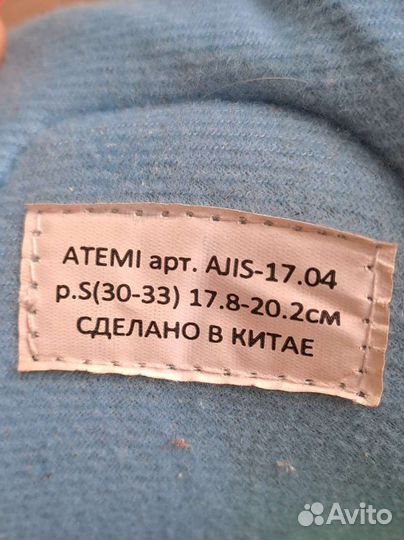 ATEMI арт. AJIS-17.04
р.S(30-33) 17.8-20.2см
СДЕЛАНО В КИТАЕ
Avito